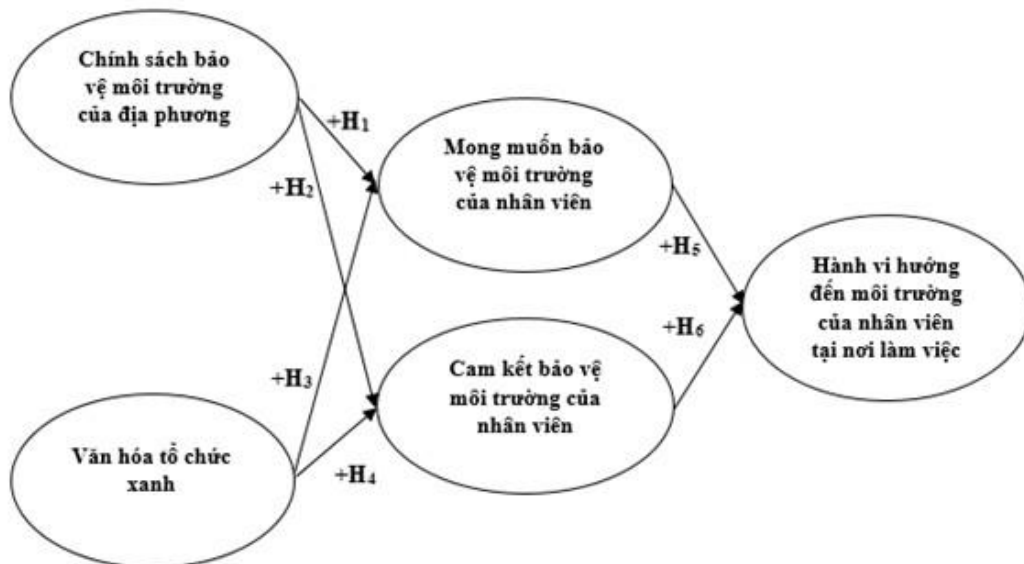 Chính sách bảo
vệ môi trường
của địa phương
+H₁
Mong muốn bảo
vệ môi trường
của nhân viên
+H₂
+H₅
Hành vi hướng
đến môi trường
của nhân viên
tại nơi làm việc
+H₃
+H₆
Cam kết bảo vệ
môi trường của
nhân viên
Văn hóa tổ chức
xanh
+H₄